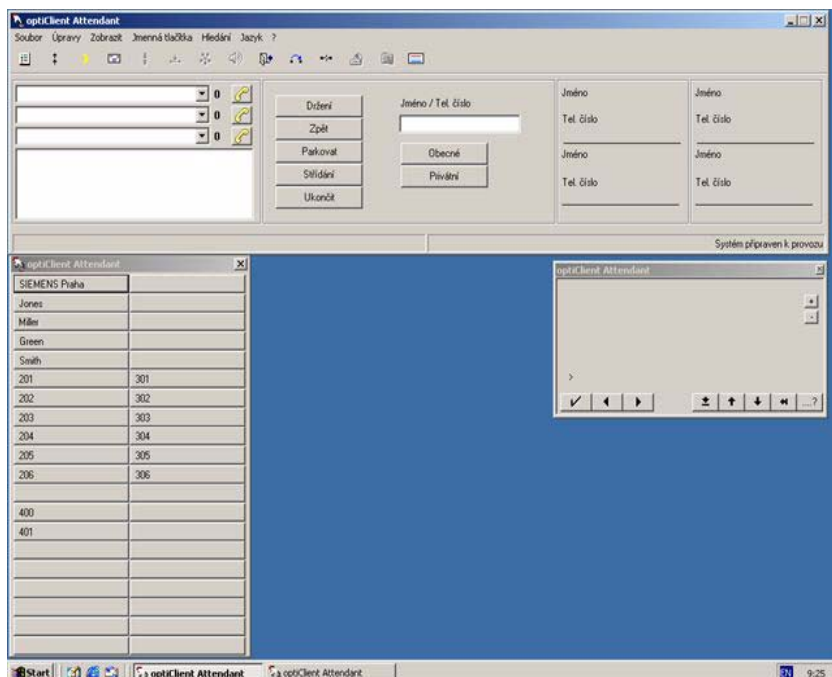 optiClient Attendant
Soubor Úpravy Zobrazit Jmenná tlačítka Hledání Jazyk ?
0
0
0
Držení
Zpět
Parkovat
Střídání
Ukončit
Jméno / Tel. číslo
Obecné
Privátní
Jméno
Tel. číslo
Jméno
Tel. číslo
Jméno
Tel. číslo
Jméno
Tel. číslo
Systém připraven k provozu
optiClient Attendant
SIEMENS Praha
Jones
Miller
Green
Smith
201 301
202 302
203 303
204 304
205 305
206 306
400
401
optiClient Attendant
+
-
>
...?
Start optiClient Attendant optiClient Attendant EN 9:25